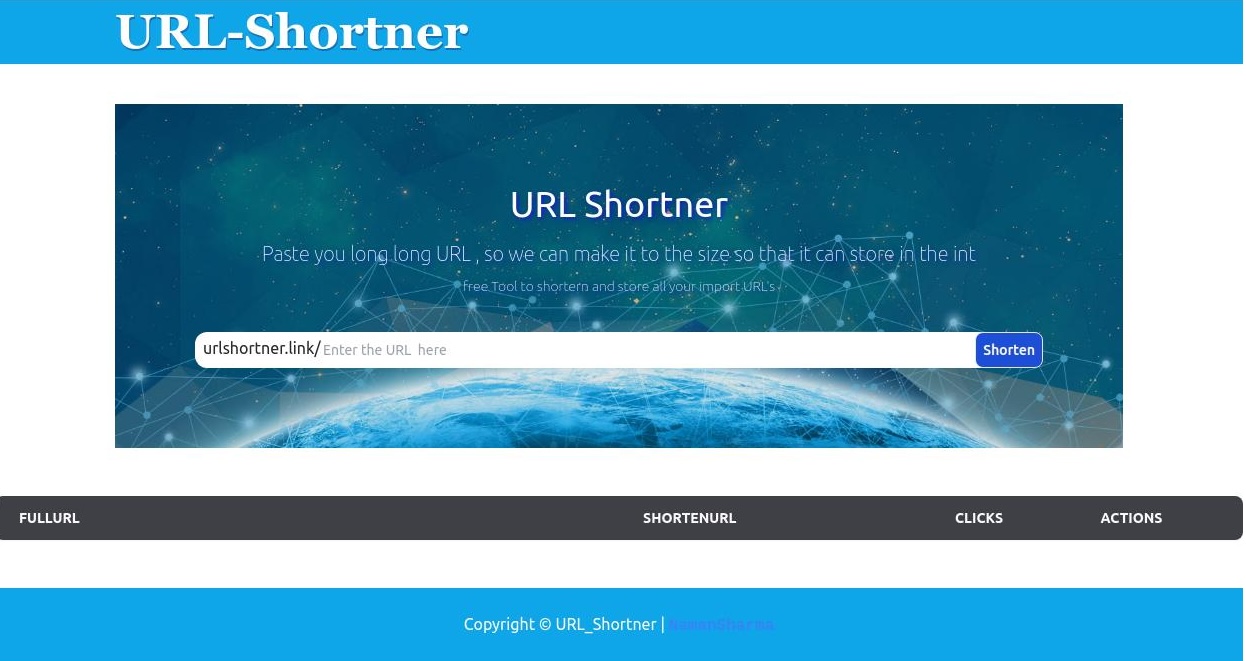 URL-Shortner
URL Shortner
Paste you long long URL , so we can make it to the size so that it can store in the int
free Tool to shortern and store all your import URL's
urlshortner.link/ Enter the URL  here Shorten
FULLURL SHORTENURL CLICKS ACTIONS
Copyright © URL_Shortner | NamanSharma